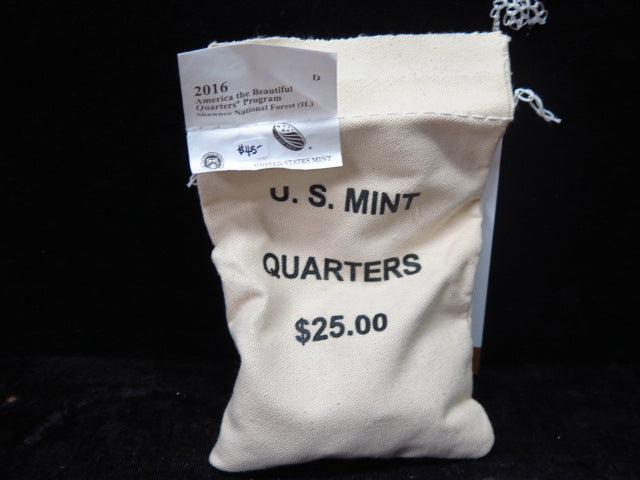 2016 D
America the Beautiful
Quarters® Program
Shawnee National Forest (IL)
$45-
UNITED STATES MINT
U. S. MINT
QUARTERS
$25.00